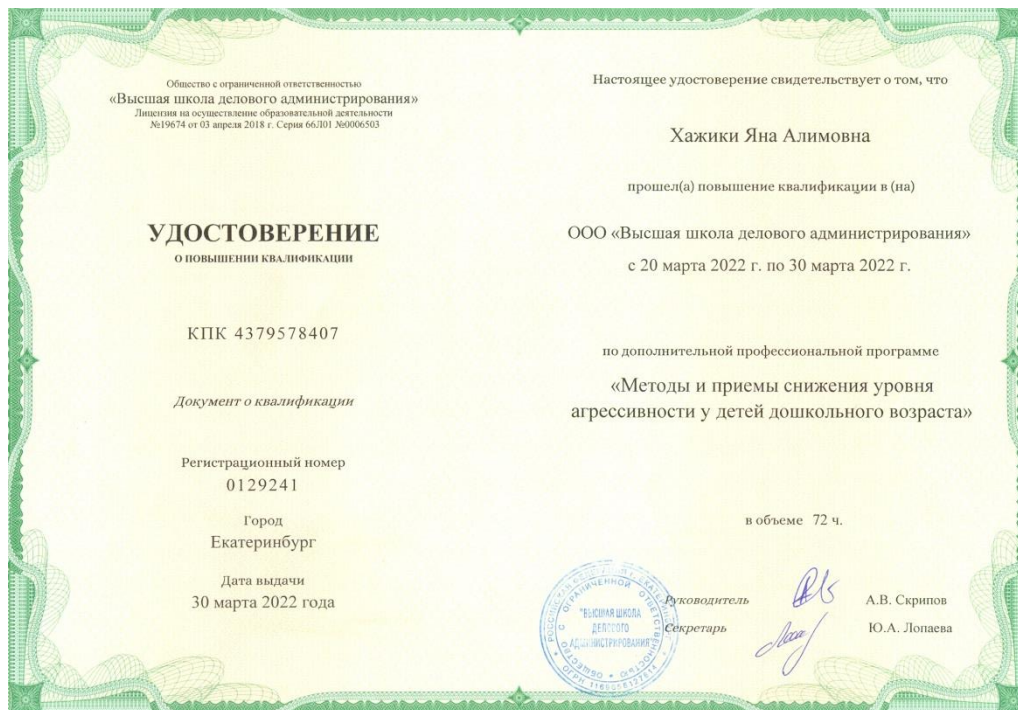 Общество с ограниченной ответственностью
«Высшая школа делового администрирования»
Лицензия на осуществление образовательной деятельности
№19674 от 03 апреля 2018 г. Серия 66Л01 №0006503
УДОСТОВЕРЕНИЕ
О ПОВЫШЕНИИ КВАЛИФИКАЦИИ
КПК 4379578407
Документ о квалификации
Регистрационный номер
0129241
Город
Екатеринбург
Дата выдачи
30 марта 2022 года
Настоящее удостоверение свидетельствует о том, что
Хажики Яна Алимовна
прошел(а) повышение квалификации в (на)
ООО «Высшая школа делового администрирования»
с 20 марта 2022 г. по 30 марта 2022 г.
по дополнительной профессиональной программе
«Методы и приемы снижения уровня
агрессивности у детей дошкольного возраста»
в объеме 72 ч.
Руководитель А.В. Скрипов
Секретарь Ю.А. Лопаева
"ВЫСШАЯ ШКОЛА
ДЕЛОВОГО
АДМИНИСТРИРОВАНИЯ"
ОБЩЕСТВО С ОГРАНИЧЕННОЙ ОТВЕТСТВЕННОСТЬЮ